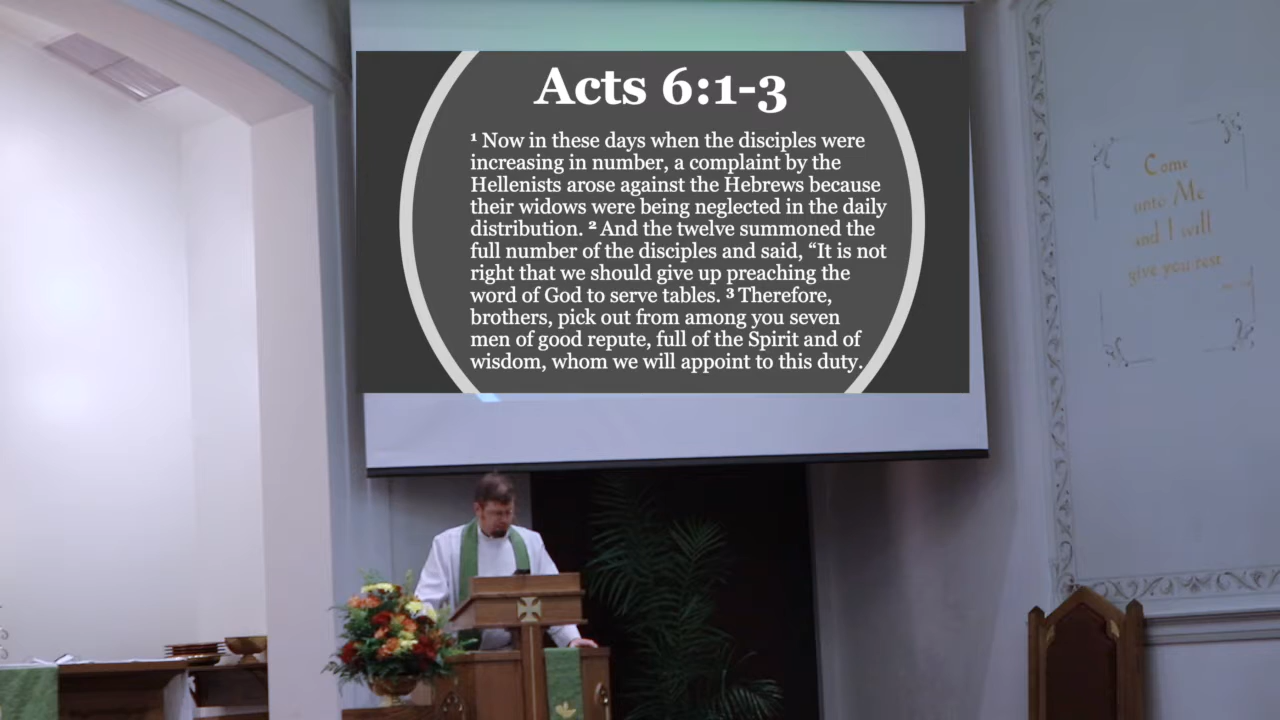 Acts 6:1-3
¹ Now in these days when the disciples were
increasing in number, a complaint by the
Hellenists arose against the Hebrews because
their widows were being neglected in the daily
distribution. ² And the twelve summoned the
full number of the disciples and said, “It is not
right that we should give up preaching the
word of God to serve tables. ³ Therefore,
brothers, pick out from among you seven
men of good repute, full of the Spirit and of
wisdom, whom we will appoint to this duty.
Come
unto Me
and I will
give you rest